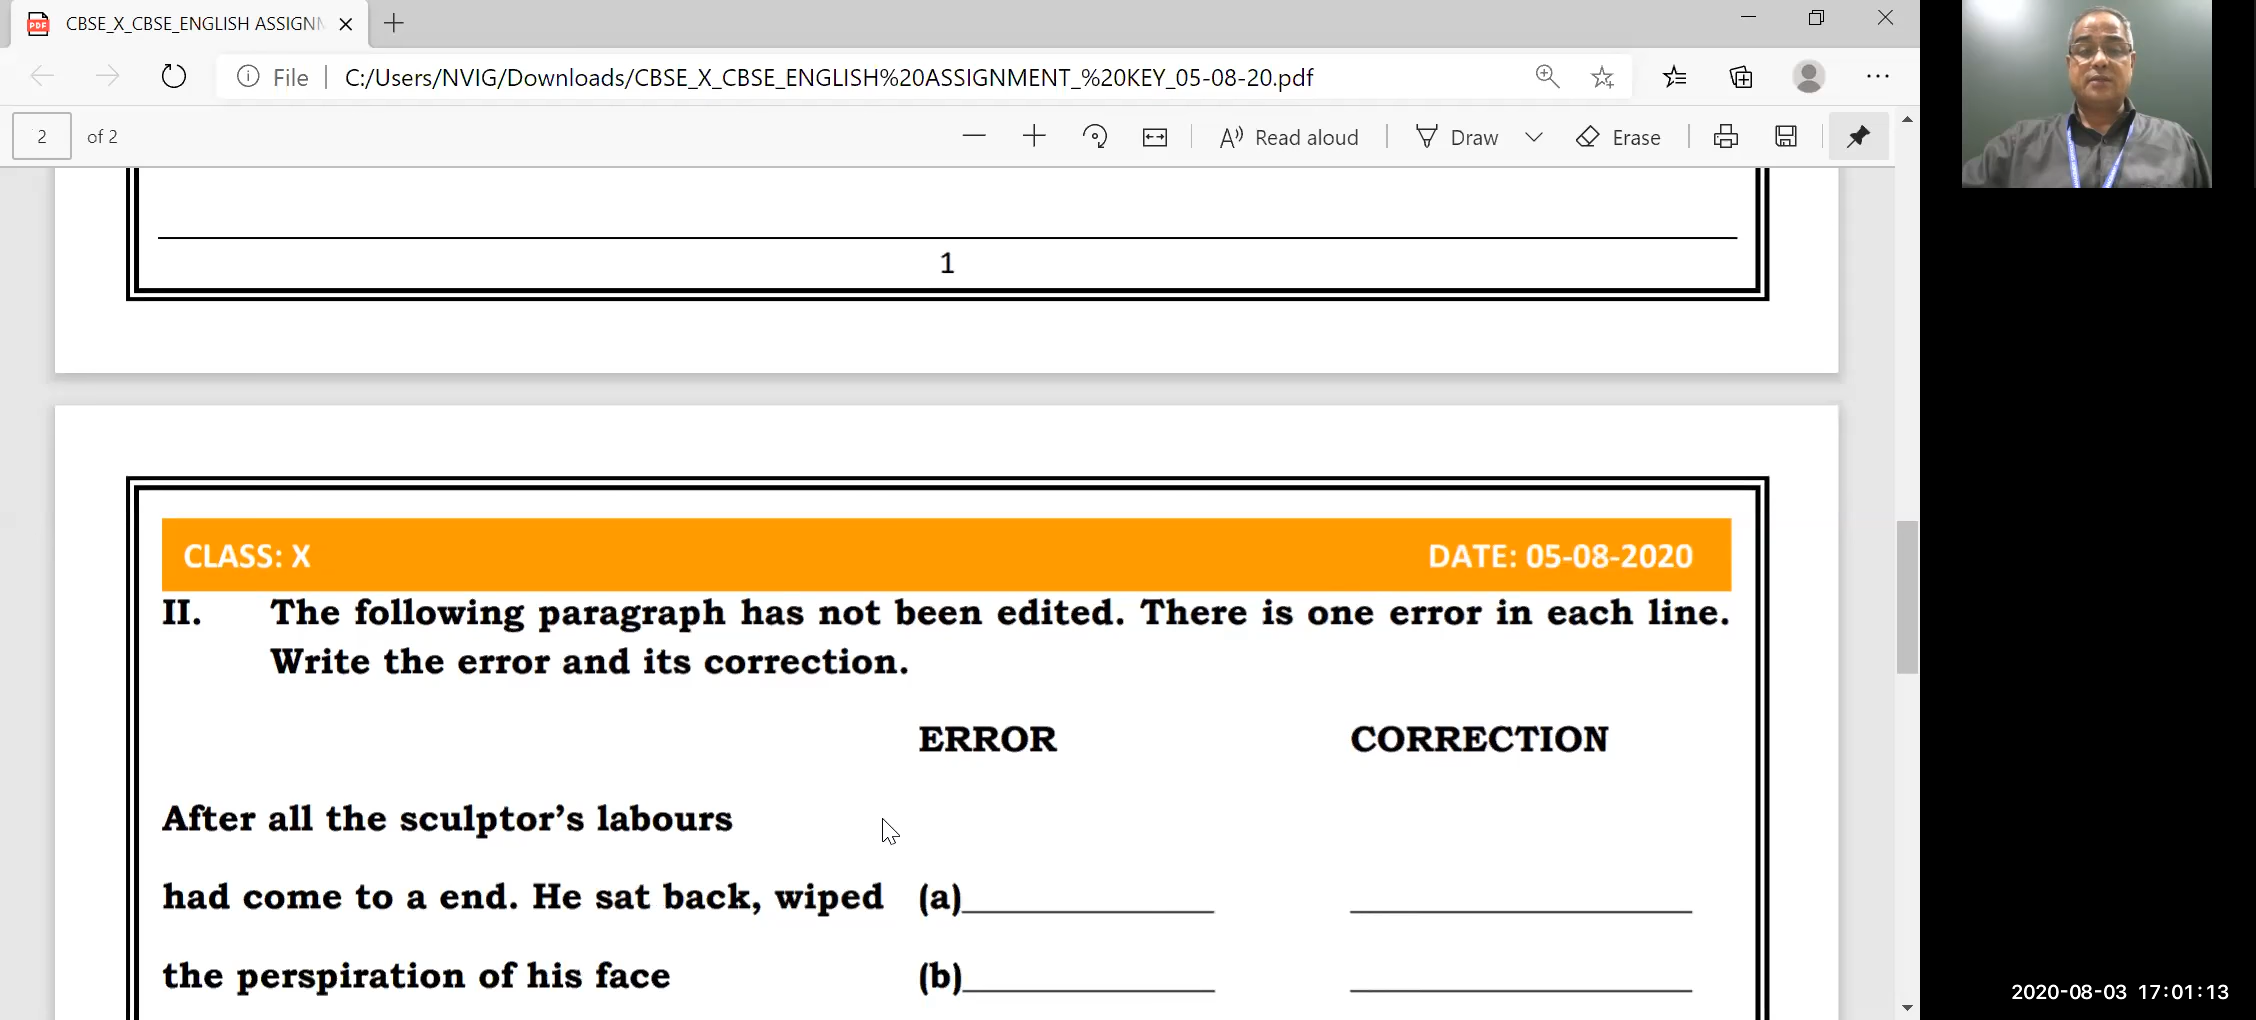 CBSE_X_CBSE_ENGLISH ASSIGN
File
C:/Users/NVIG/Downloads/CBSE_X_CBSE_ENGLISH%20ASSIGNMENT_%20KEY_05-08-20.pdf
2 of 2
Read aloud
Draw
Erase
1
CLASS: X DATE: 05-08-2020
II. The following paragraph has not been edited. There is one error in each line.
Write the error and its correction.
ERROR CORRECTION
After all the sculptor’s labours
had come to a end. He sat back, wiped (a)
the perspiration of his face (b)
2020-08-03 17:01:13